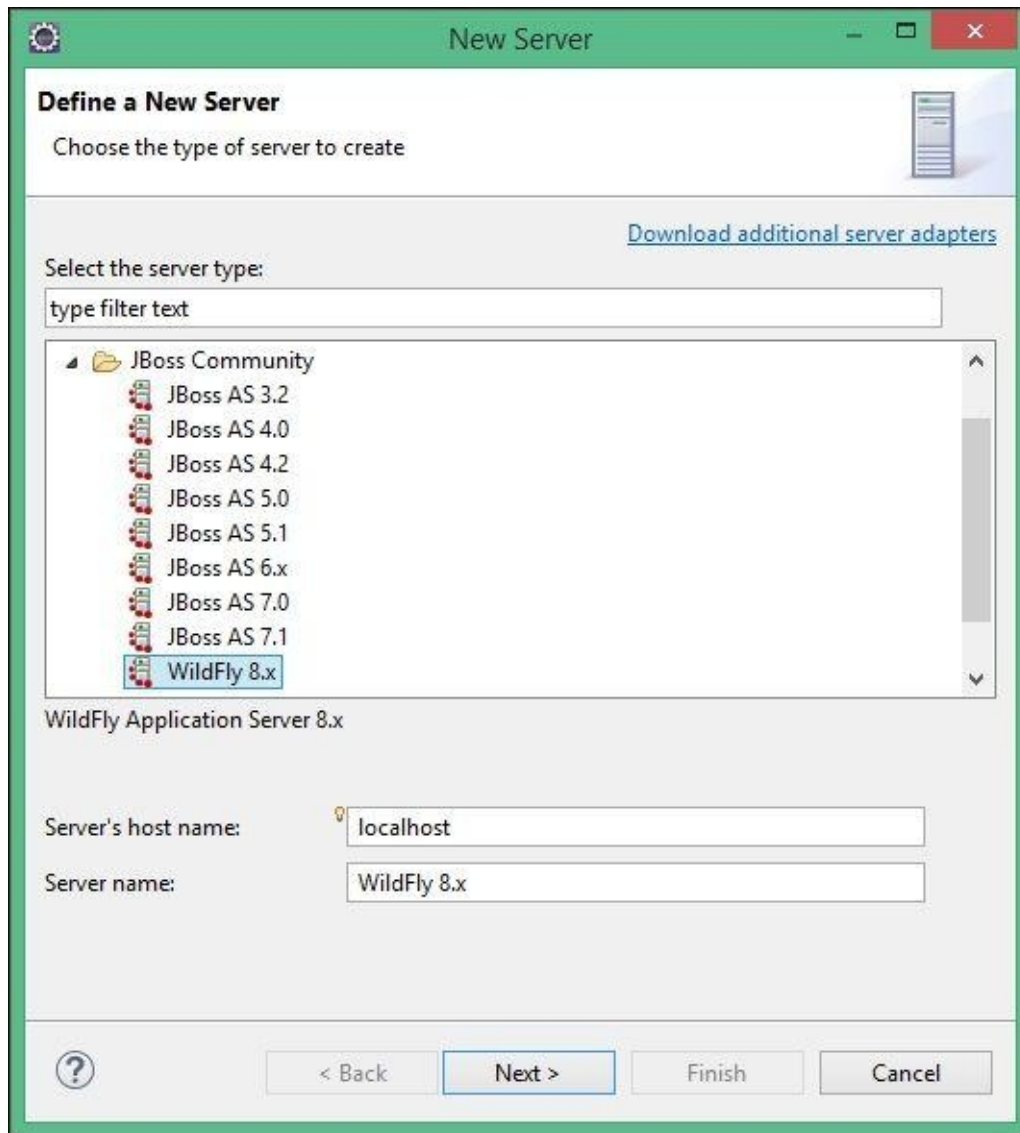 New Server
Define a New Server
Choose the type of server to create
Download additional server adapters
Select the server type:
type filter text
JBoss Community
JBoss AS 3.2
JBoss AS 4.0
JBoss AS 4.2
JBoss AS 5.0
JBoss AS 5.1
JBoss AS 6.x
JBoss AS 7.0
JBoss AS 7.1
WildFly 8.x
WildFly Application Server 8.x
Server's host name: localhost
Server name: WildFly 8.x
? < Back Next > Finish Cancel